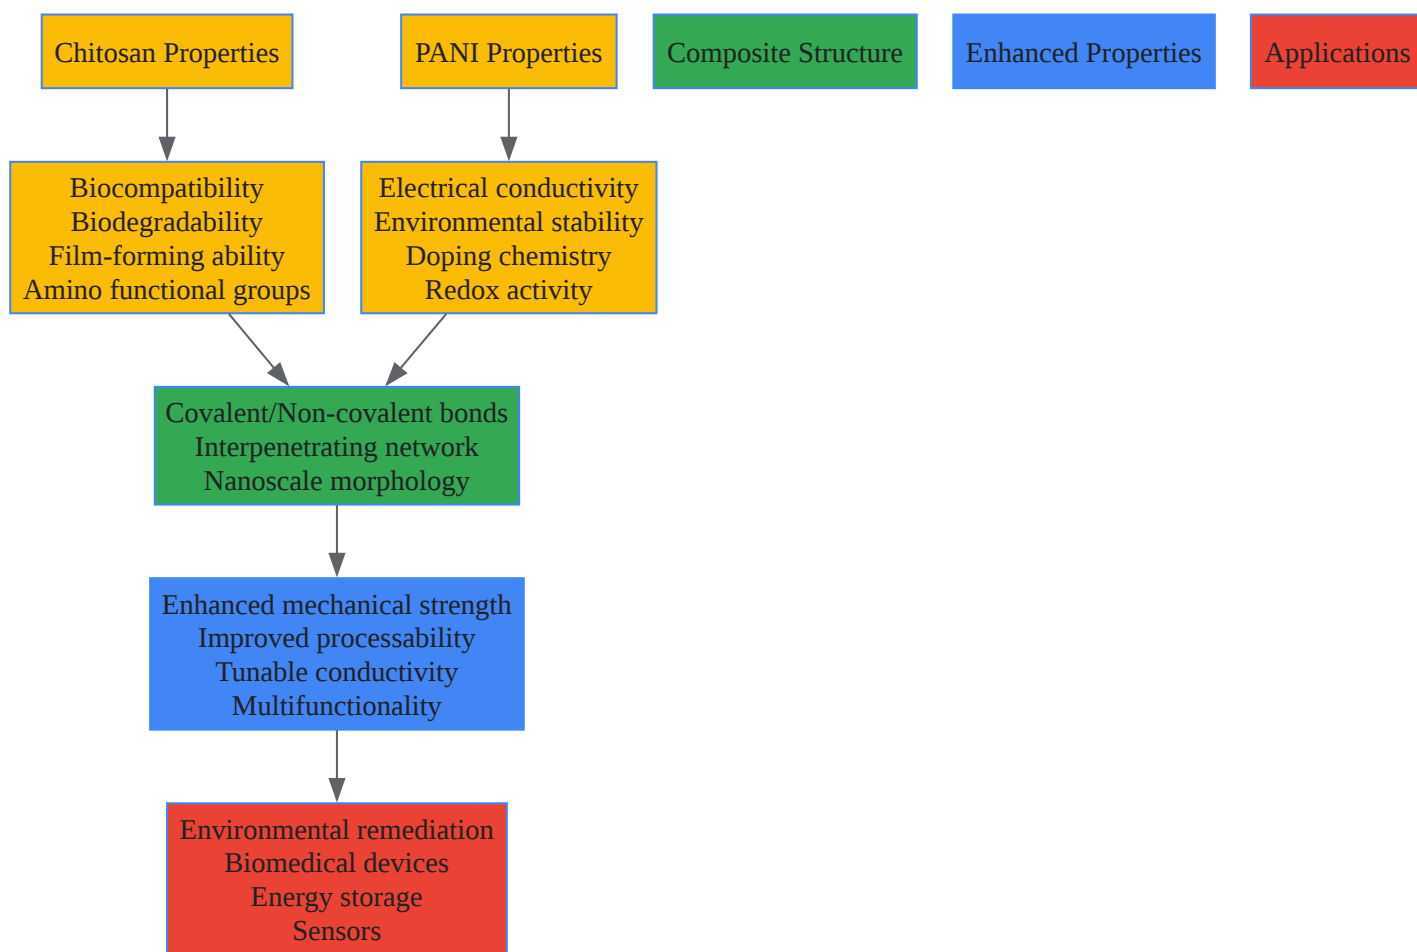 Chitosan Properties
PANI Properties
Composite Structure
Enhanced Properties
Applications
Biocompatibility
Biodegradability
Film-forming ability
Amino functional groups
Electrical conductivity
Environmental stability
Doping chemistry
Redox activity
Covalent/Non-covalent bonds
Interpenetrating network
Nanoscale morphology
Enhanced mechanical strength
Improved processability
Tunable conductivity
Multifunctionality
Environmental remediation
Biomedical devices
Energy storage
Sensors